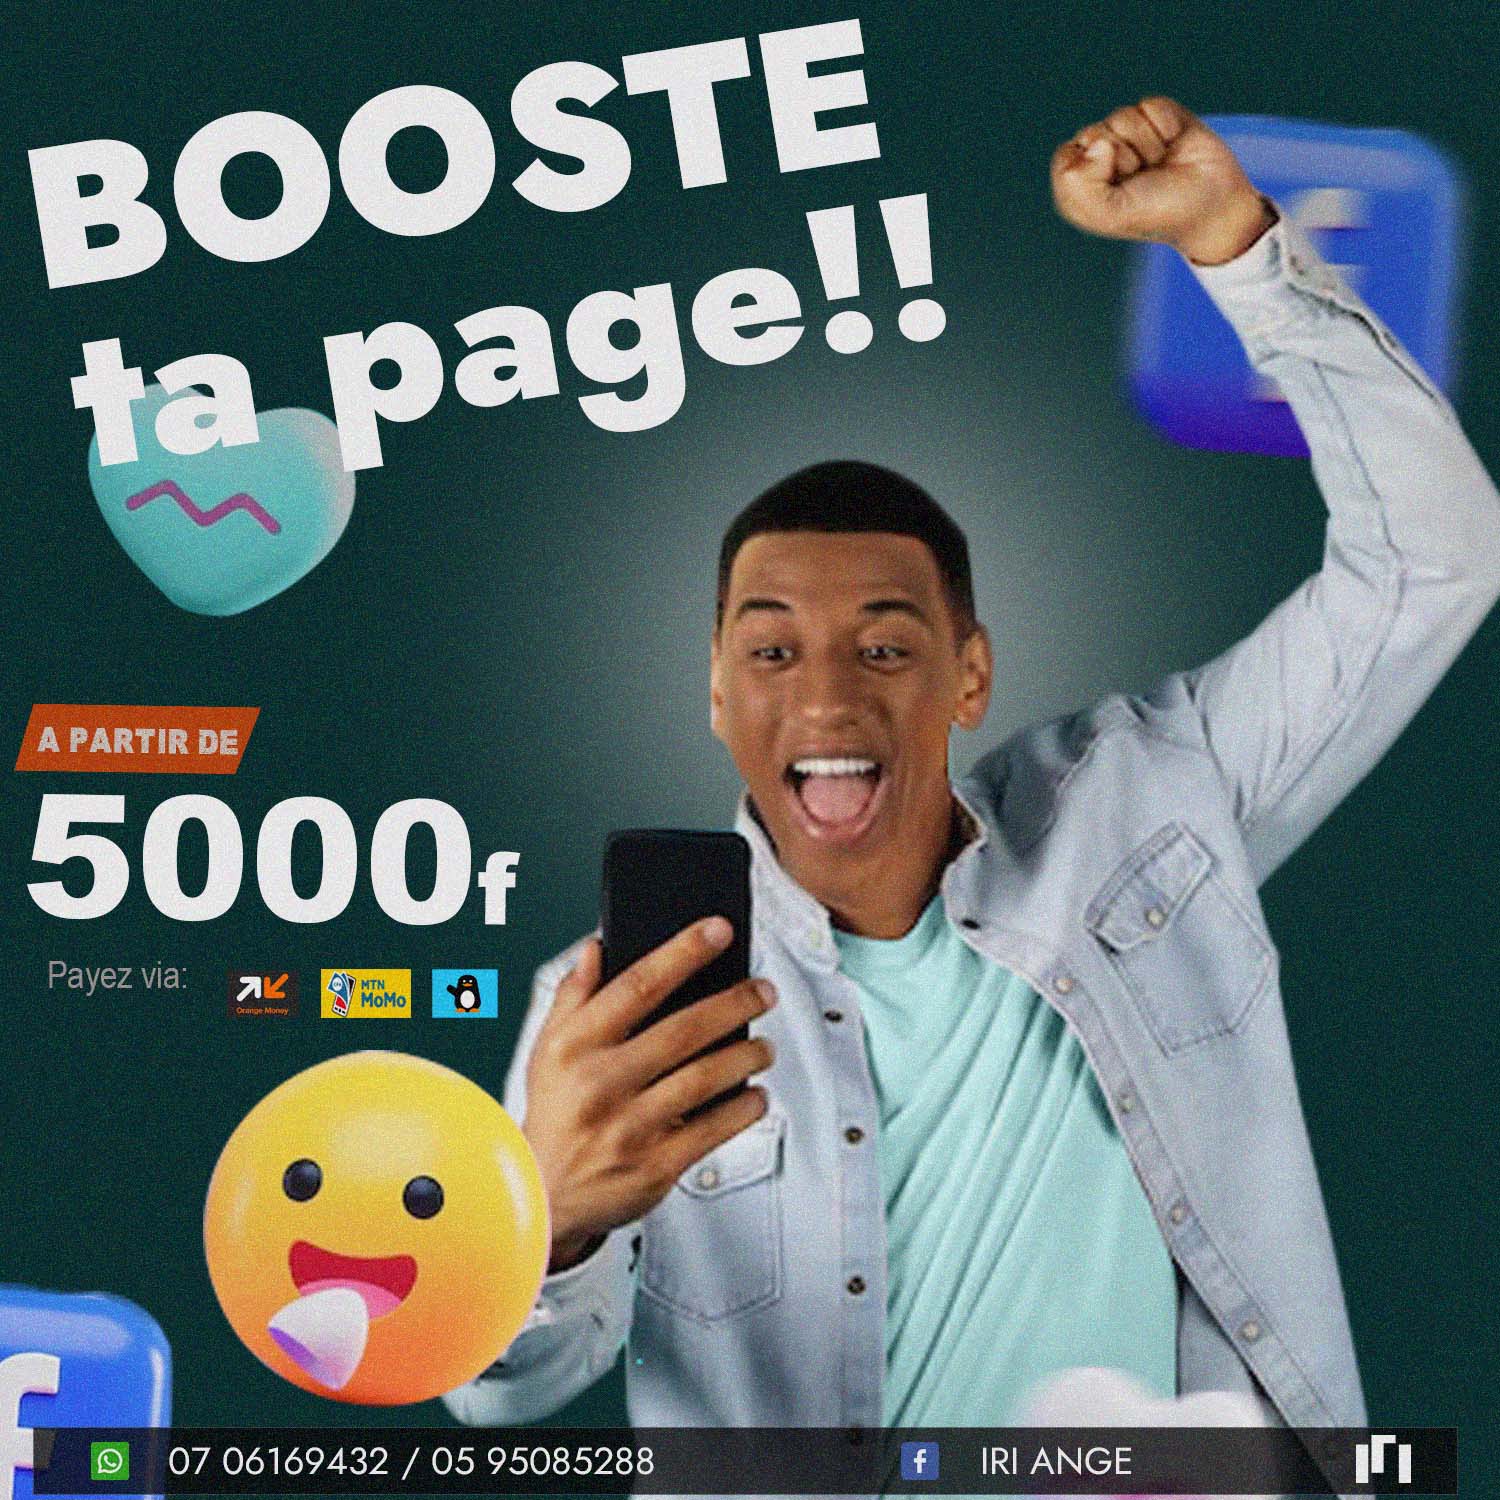 BOOSTE
ta page!!
A PARTIR DE
5000f
Payez via:
Orange Money
MTN
MoMo
07 06169432 / 05 95085288
IRI ANGE